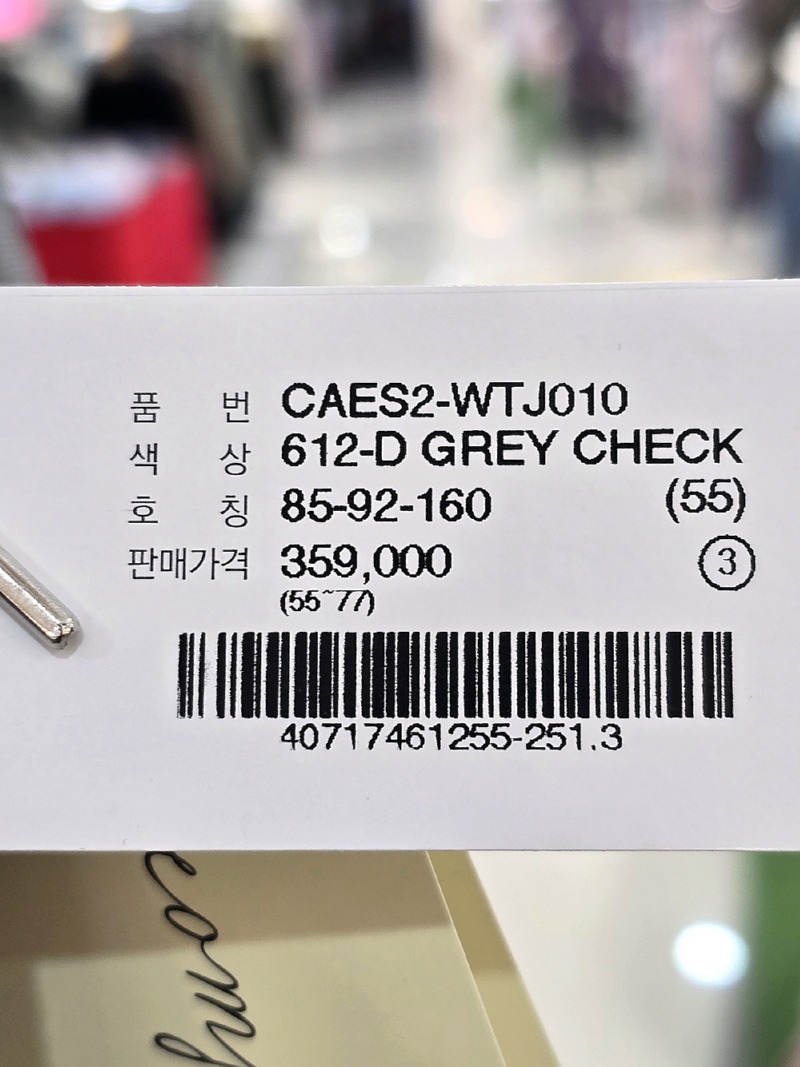 품 번 CAES2-WTJ010
색 상 612-D GREY CHECK
호 칭 85-92-160 (55)
판매가격 359,000 ③
(55~77)
40717461255-251.3